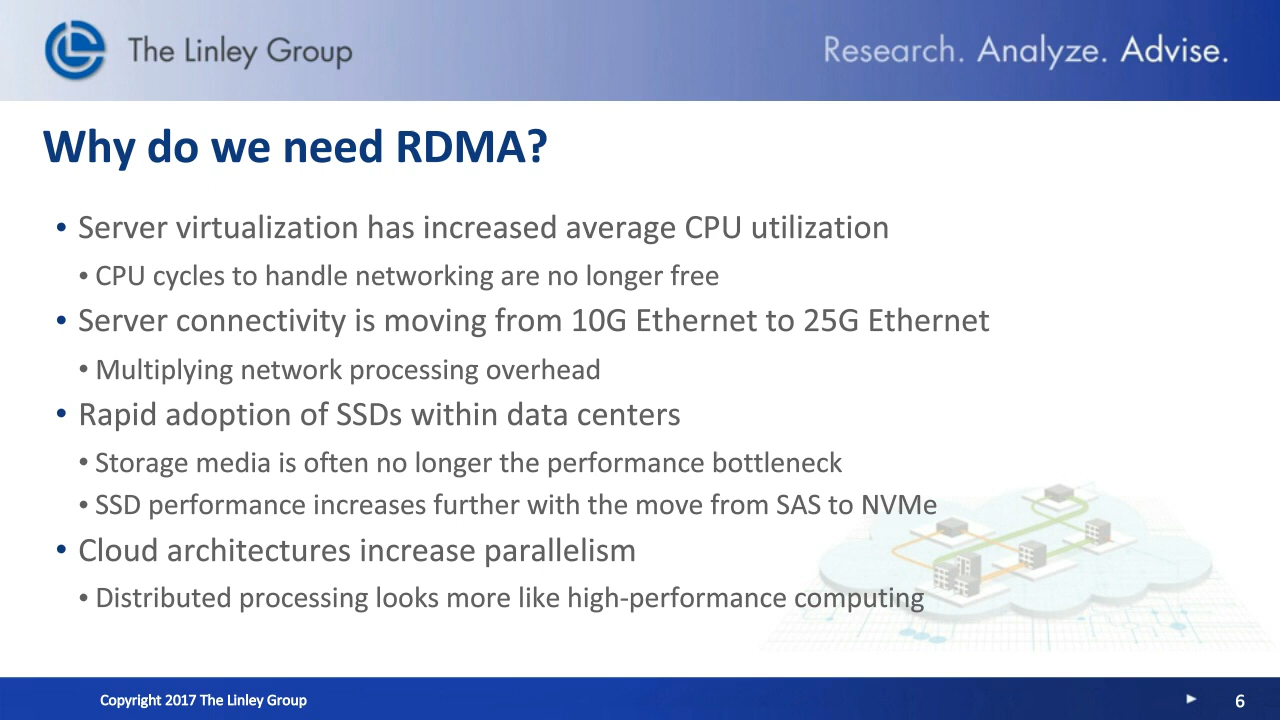 The Linley Group
Research. Analyze. Advise.
Why do we need RDMA?
• Server virtualization has increased average CPU utilization
• CPU cycles to handle networking are no longer free
• Server connectivity is moving from 10G Ethernet to 25G Ethernet
• Multiplying network processing overhead
• Rapid adoption of SSDs within data centers
• Storage media is often no longer the performance bottleneck
• SSD performance increases further with the move from SAS to NVMe
• Cloud architectures increase parallelism
• Distributed processing looks more like high-performance computing
Copyright 2017 The Linley Group
6